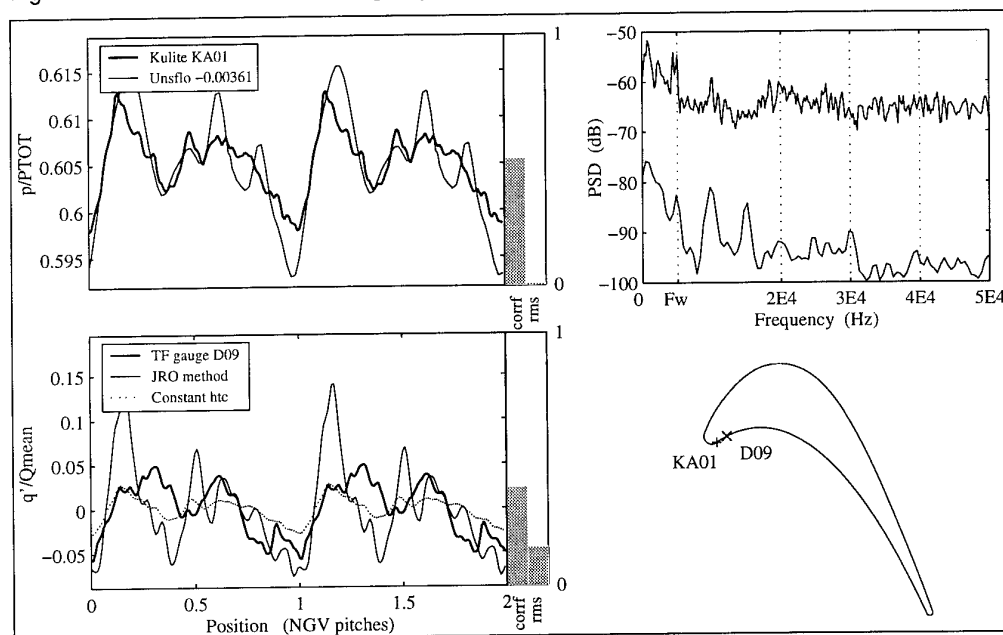 Kulite KA01
Unsflo -0.00361
p/PTOT
0.615
0.61
0.605
0.6
0.595
1
0
corrf
rms
PSD (dB)
-50
-60
-70
-80
-90
-100
0 Fw 2E4 3E4 4E4 5E4
Frequency (Hz)
TF gauge D09
JRO method
Constant htc
q'/Qmean
0.15
0.1
0.05
0
-0.05
1
0
corrf
rms
0 0.5 1 1.5 2
Position (NGV pitches)
KA01
D09